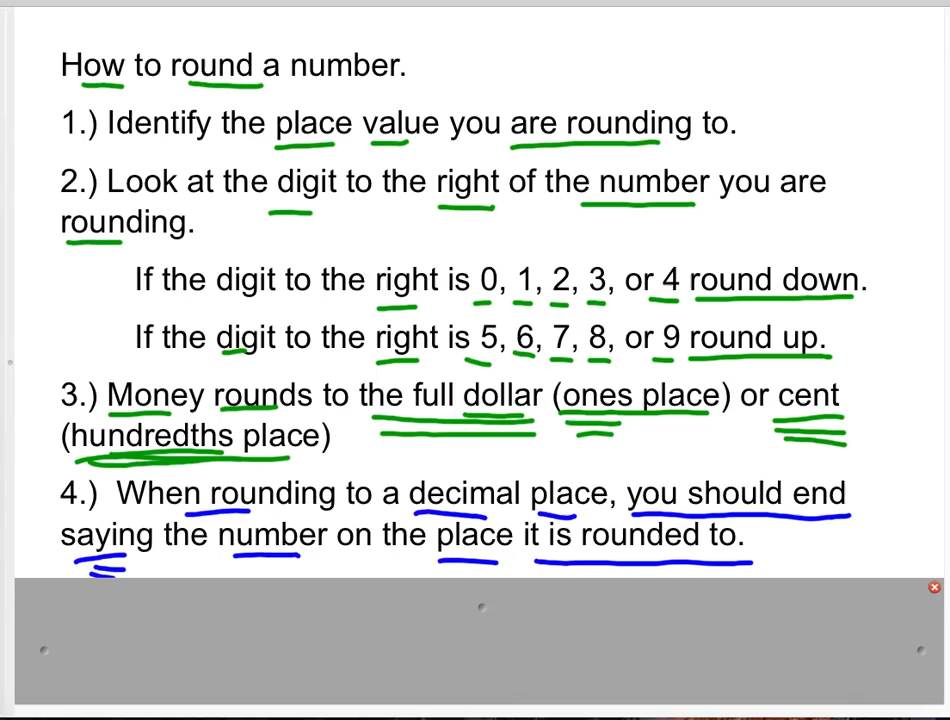 How to round a number.
1.) Identify the place value you are rounding to.
2.) Look at the digit to the right of the number you are
rounding.
If the digit to the right is 0, 1, 2, 3, or 4 round down.
If the digit to the right is 5, 6, 7, 8, or 9 round up.
3.) Money rounds to the full dollar (ones place) or cent
(hundredths place)
4.)  When rounding to a decimal place, you should end
saying the number on the place it is rounded to.